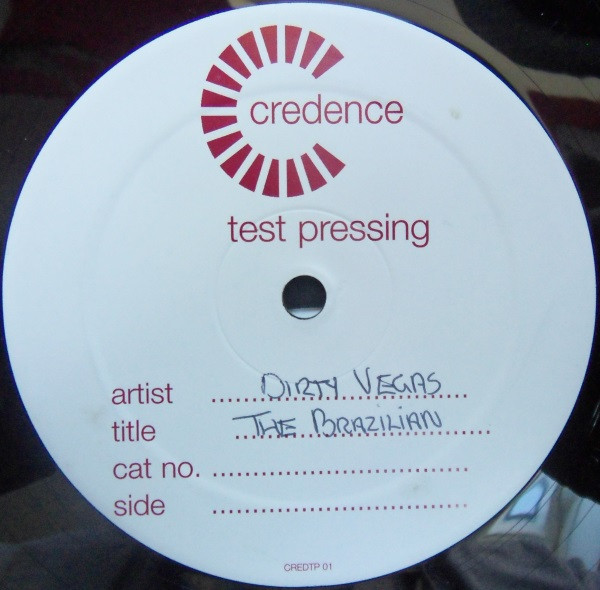 credence
test pressing
artist DIRTY VEGAS
title THE BRAZILIAN
cat no.
side
CREDTP 01